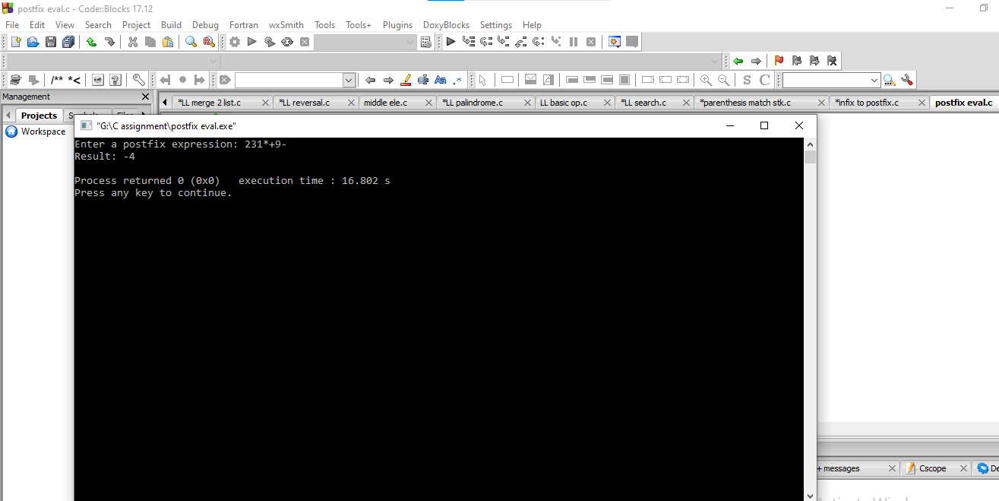 postfix eval.c - Code::Blocks 17.12
File Edit View Search Project Build Debug Fortran wxSmith Tools Tools+ Plugins DoxyBlocks Settings Help
/** *<
Aa .*
S C
Management
*LL merge 2 list.c *LL reversal.c middle ele.c *LL palindrome.c LL basic op.c *LL search.c *parenthesis match stk.c *infix to postfix.c postfix eval.c
Projects
Workspace
"G:\C assignment\postfix eval.exe"
Enter a postfix expression: 231*+9-
Result: -4
Process returned 0 (0x0)   execution time : 16.802 s
Press any key to continue.
+ messages Cscope De